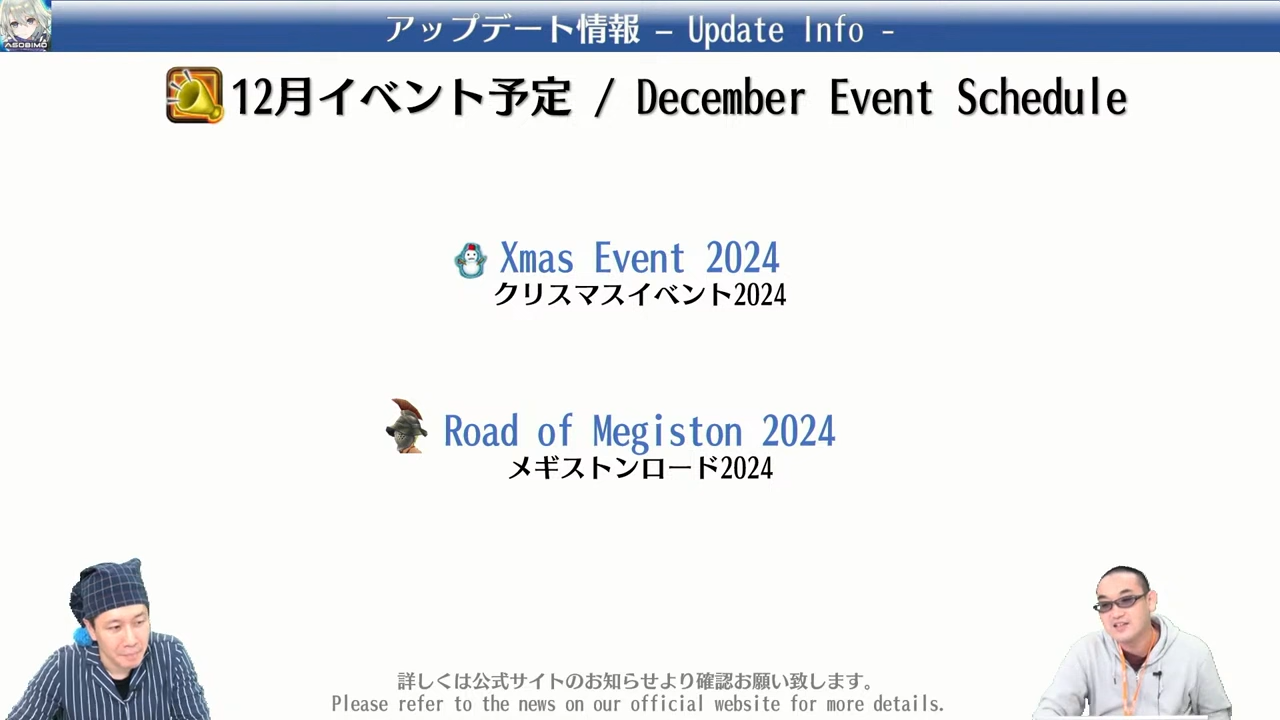 ASOBIMO
アップデート情報 – Update Info -
12月イベント予定 / December Event Schedule
Xmas Event 2024
クリスマスイベント2024
Road of Megiston 2024
メギストンロード2024
詳しくは公式サイトのお知らせより確認お願い致します。
Please refer to the news on our official website for more details.